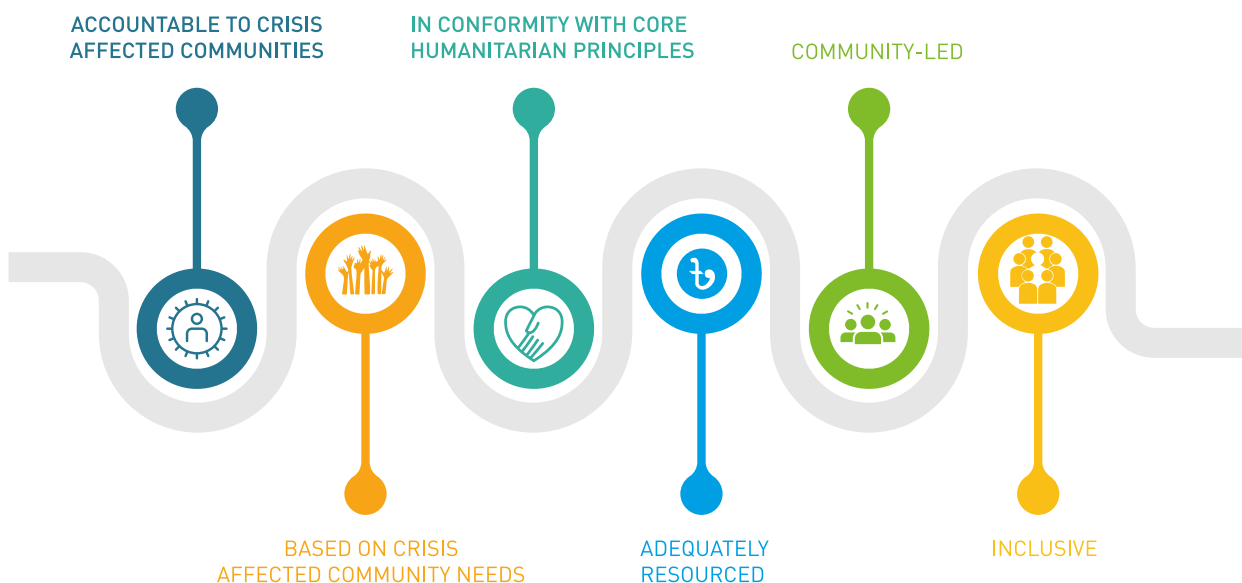 ACCOUNTABLE TO CRISIS
AFFECTED COMMUNITIES
IN CONFORMITY WITH CORE
HUMANITARIAN PRINCIPLES
COMMUNITY-LED
৳
BASED ON CRISIS
AFFECTED COMMUNITY NEEDS
ADEQUATELY
RESOURCED
INCLUSIVE